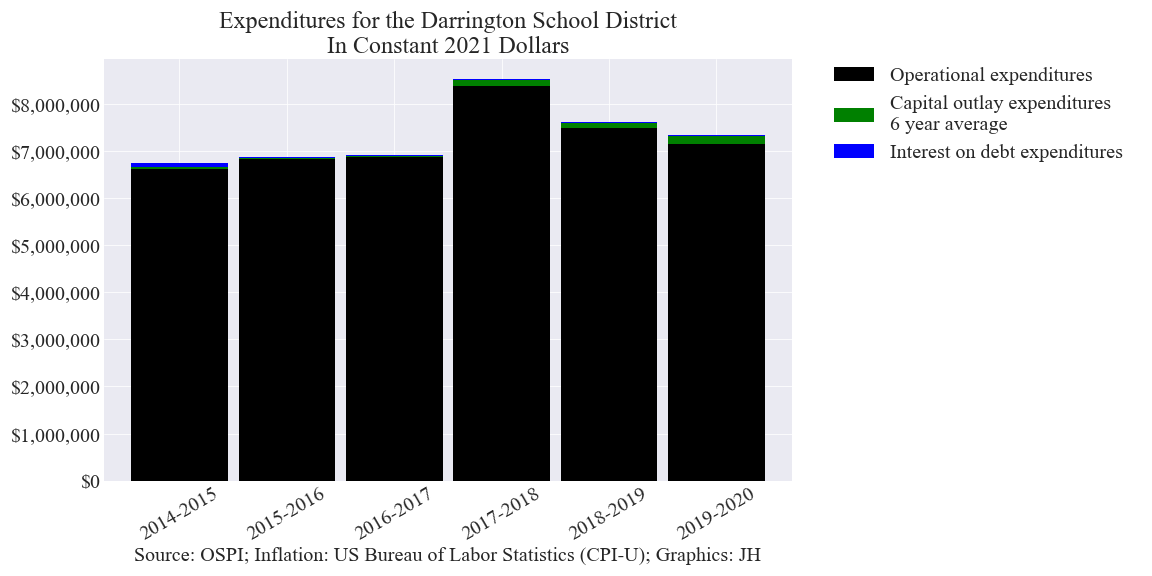 Expenditures for the Darrington School District
In Constant 2021 Dollars
$8,000,000
$7,000,000
$6,000,000
$5,000,000
$4,000,000
$3,000,000
$2,000,000
$1,000,000
$0
2014-2015
2015-2016
2016-2017
2017-2018
2018-2019
2019-2020
Source: OSPI; Inflation: US Bureau of Labor Statistics (CPI-U); Graphics: JH
Operational expenditures
Capital outlay expenditures
6 year average
Interest on debt expenditures